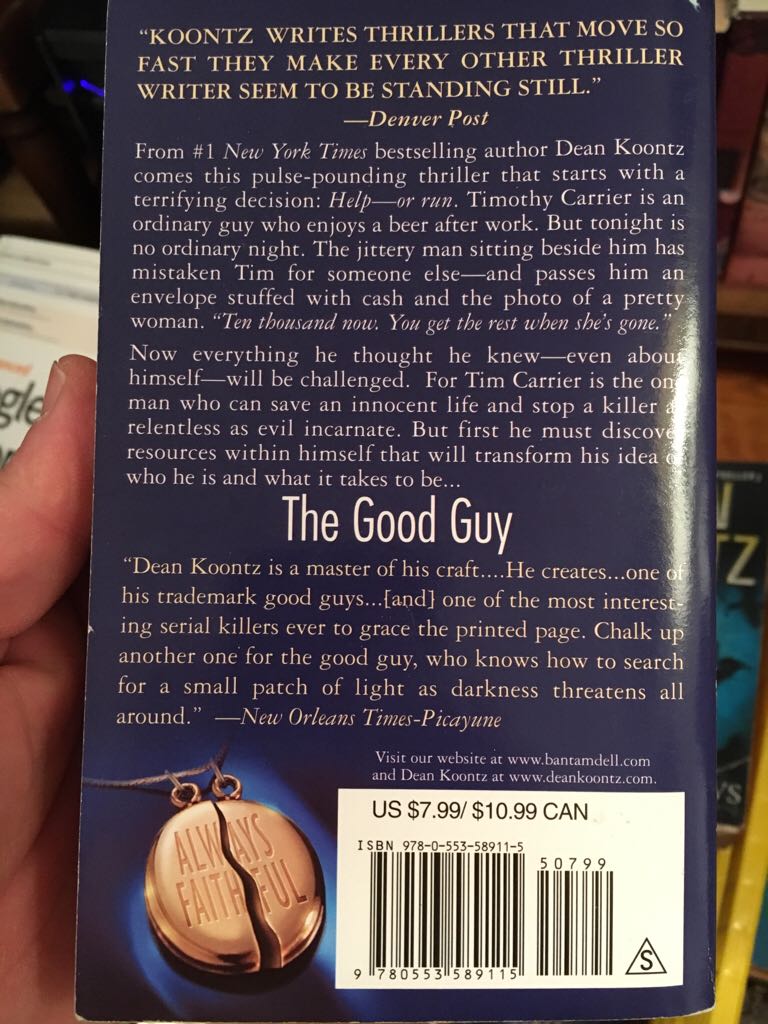 “KOONTZ WRITES THRILLERS THAT MOVE SO
FAST THEY MAKE EVERY OTHER THRILLER
WRITER SEEM TO BE STANDING STILL.”
—Denver Post
From #1 New York Times bestselling author Dean Koontz
comes this pulse-pounding thriller that starts with a
terrifying decision: Help—or run. Timothy Carrier is an
ordinary guy who enjoys a beer after work. But tonight is
no ordinary night. The jittery man sitting beside him has
mistaken Tim for someone else—and passes him an
envelope stuffed with cash and the photo of a pretty
woman. “Ten thousand now. You get the rest when she’s gone.”
Now everything he thought he knew—even about
himself—will be challenged. For Tim Carrier is the one
man who can save an innocent life and stop a killer as
relentless as evil incarnate. But first he must discover
resources within himself that will transform his idea of
who he is and what it takes to be...
The Good Guy
“Dean Koontz is a master of his craft....He creates...one of
his trademark good guys...[and] one of the most interest-
ing serial killers ever to grace the printed page. Chalk up
another one for the good guy, who knows how to search
for a small patch of light as darkness threatens all
around.” —New Orleans Times-Picayune
Visit our website at www.bantamdell.com
and Dean Koontz at www.deankoontz.com.
ALWAYS
FAITHFUL
US $7.99/ $10.99 CAN
ISBN 978-0-553-58911-5
50799
9 780553 589115
S